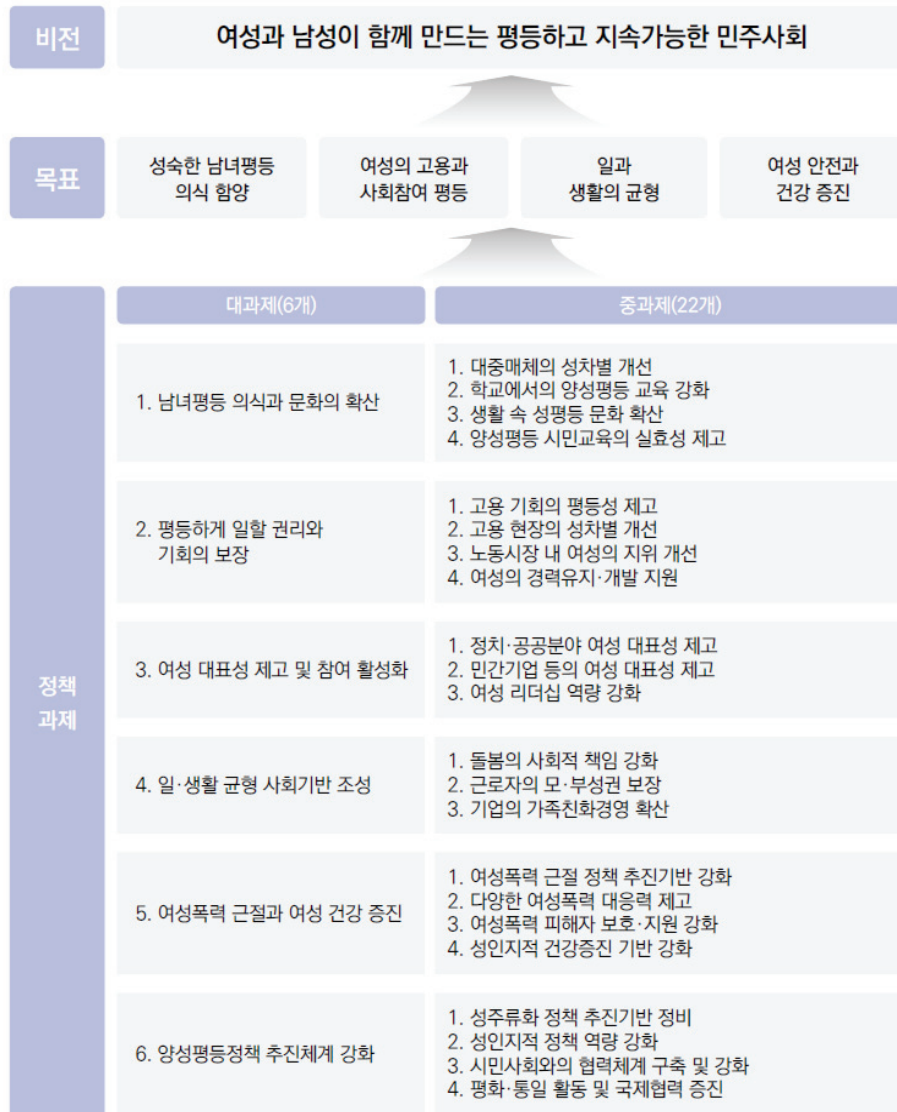 비전
여성과 남성이 함께 만드는 평등하고 지속가능한 민주사회
목표
성숙한 남녀평등
의식 함양
여성의 고용과
사회참여 평등
일과
생활의 균형
여성 안전과
건강 증진
정책
과제
대과제(6개)
중과제(22개)
1. 남녀평등 의식과 문화의 확산
1. 대중매체의 성차별 개선
2. 학교에서의 양성평등 교육 강화
3. 생활 속 성평등 문화 확산
4. 양성평등 시민교육의 실효성 제고
2. 평등하게 일할 권리와
기회의 보장
1. 고용 기회의 평등성 제고
2. 고용 현장의 성차별 개선
3. 노동시장 내 여성의 지위 개선
4. 여성의 경력유지·개발 지원
3. 여성 대표성 제고 및 참여 활성화
1. 정치·공공분야 여성 대표성 제고
2. 민간기업 등의 여성 대표성 제고
3. 여성 리더십 역량 강화
4. 일·생활 균형 사회기반 조성
1. 돌봄의 사회적 책임 강화
2. 근로자의 모·부성권 보장
3. 기업의 가족친화경영 확산
5. 여성폭력 근절과 여성 건강 증진
1. 여성폭력 근절 정책 추진기반 강화
2. 다양한 여성폭력 대응력 제고
3. 여성폭력 피해자 보호·지원 강화
4. 성인지적 건강증진 기반 강화
6. 양성평등정책 추진체계 강화
1. 성주류화 정책 추진기반 정비
2. 성인지적 정책 역량 강화
3. 시민사회와의 협력체계 구축 및 강화
4. 평화·통일 활동 및 국제협력 증진